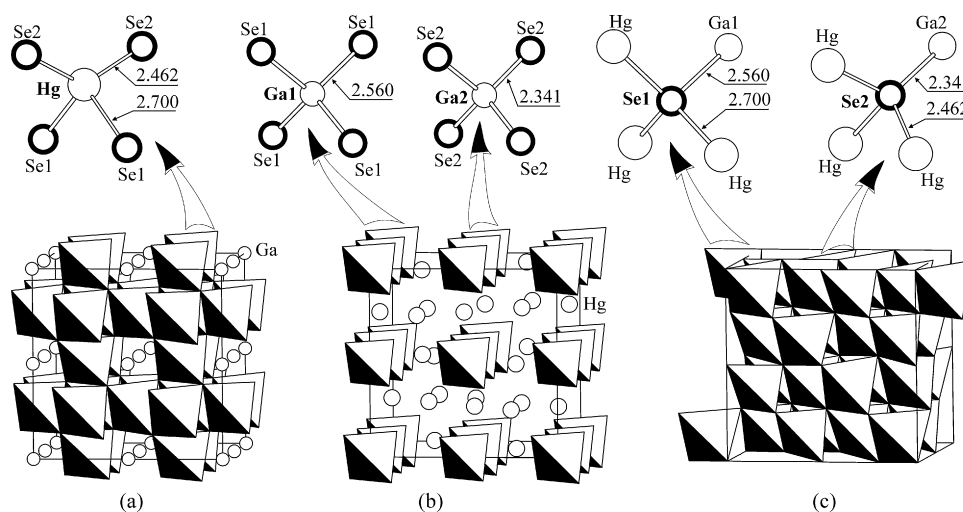 Se2
Se2
2.462
Hg
2.700
Se1
Se1
Se1
Se1
Ga1
2.560
Se1
Se1
Se2
Se2
Ga2
2.341
Se2
Se2
Hg
Ga1
2.560
Se1
2.700
Hg
Hg
Hg
Ga2
2.34
Se2
2.462
Hg
Hg
Ga
Hg
(a)
(b)
(c)